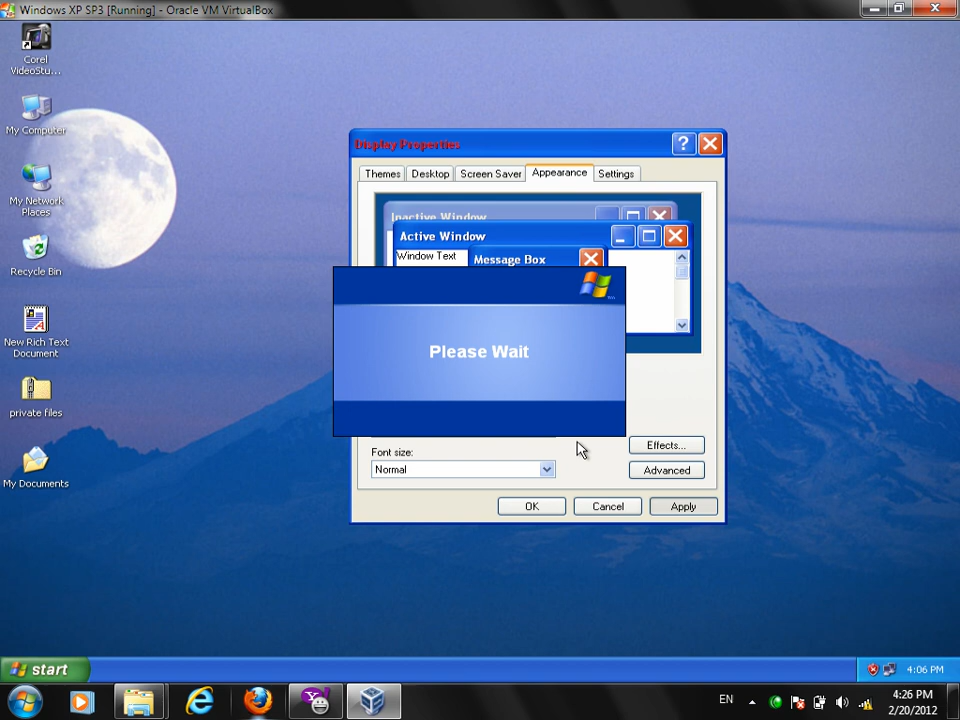 Windows XP SP3 [Running] - Oracle VM VirtualBox
Corel
VideoStu...
My Computer
My Network
Places
Recycle Bin
New Rich Text
Document
private files
My Documents
Display Properties
Themes
Desktop
Screen Saver
Appearance
Settings
Inactive Window
Active Window
Window Text
Message Box
Please Wait
Effects...
Font size:
Normal
Advanced
OK
Cancel
Apply
start
4:06 PM
EN
4:26 PM
2/20/2012